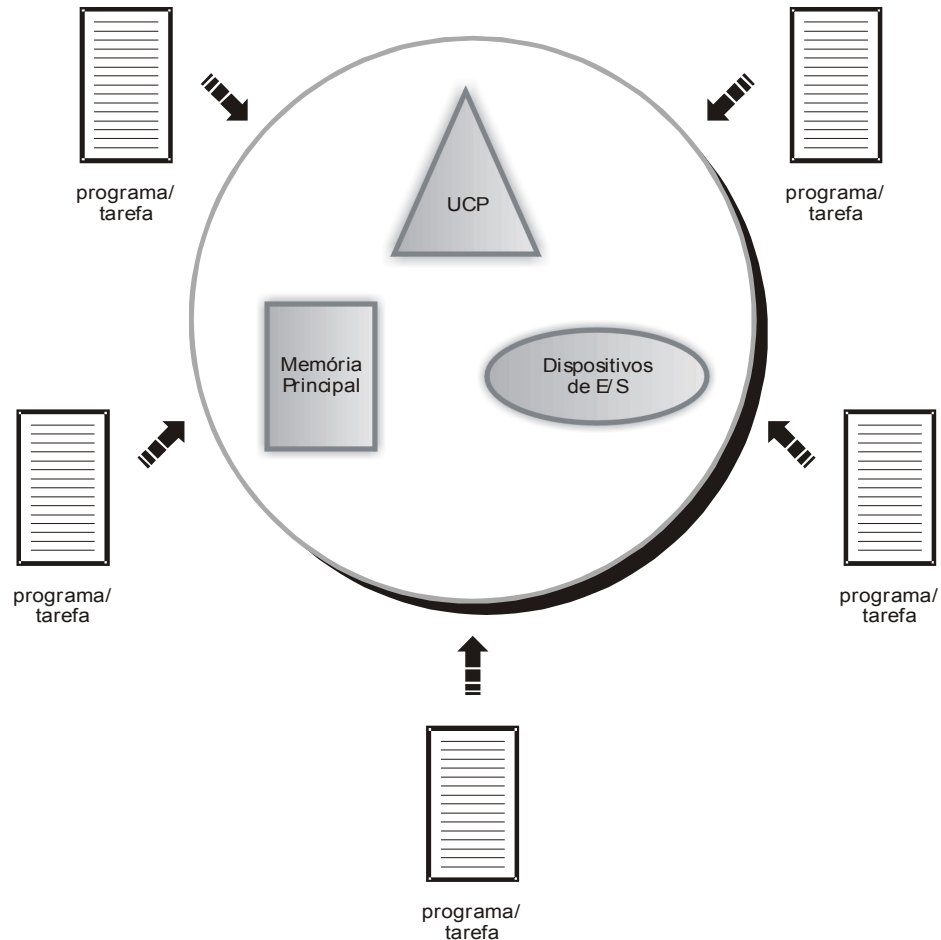 programa/
tarefa
programa/
tarefa
UCP
Memória
Principal
Dispositivos
de E/S
programa/
tarefa
programa/
tarefa
programa/
tarefa